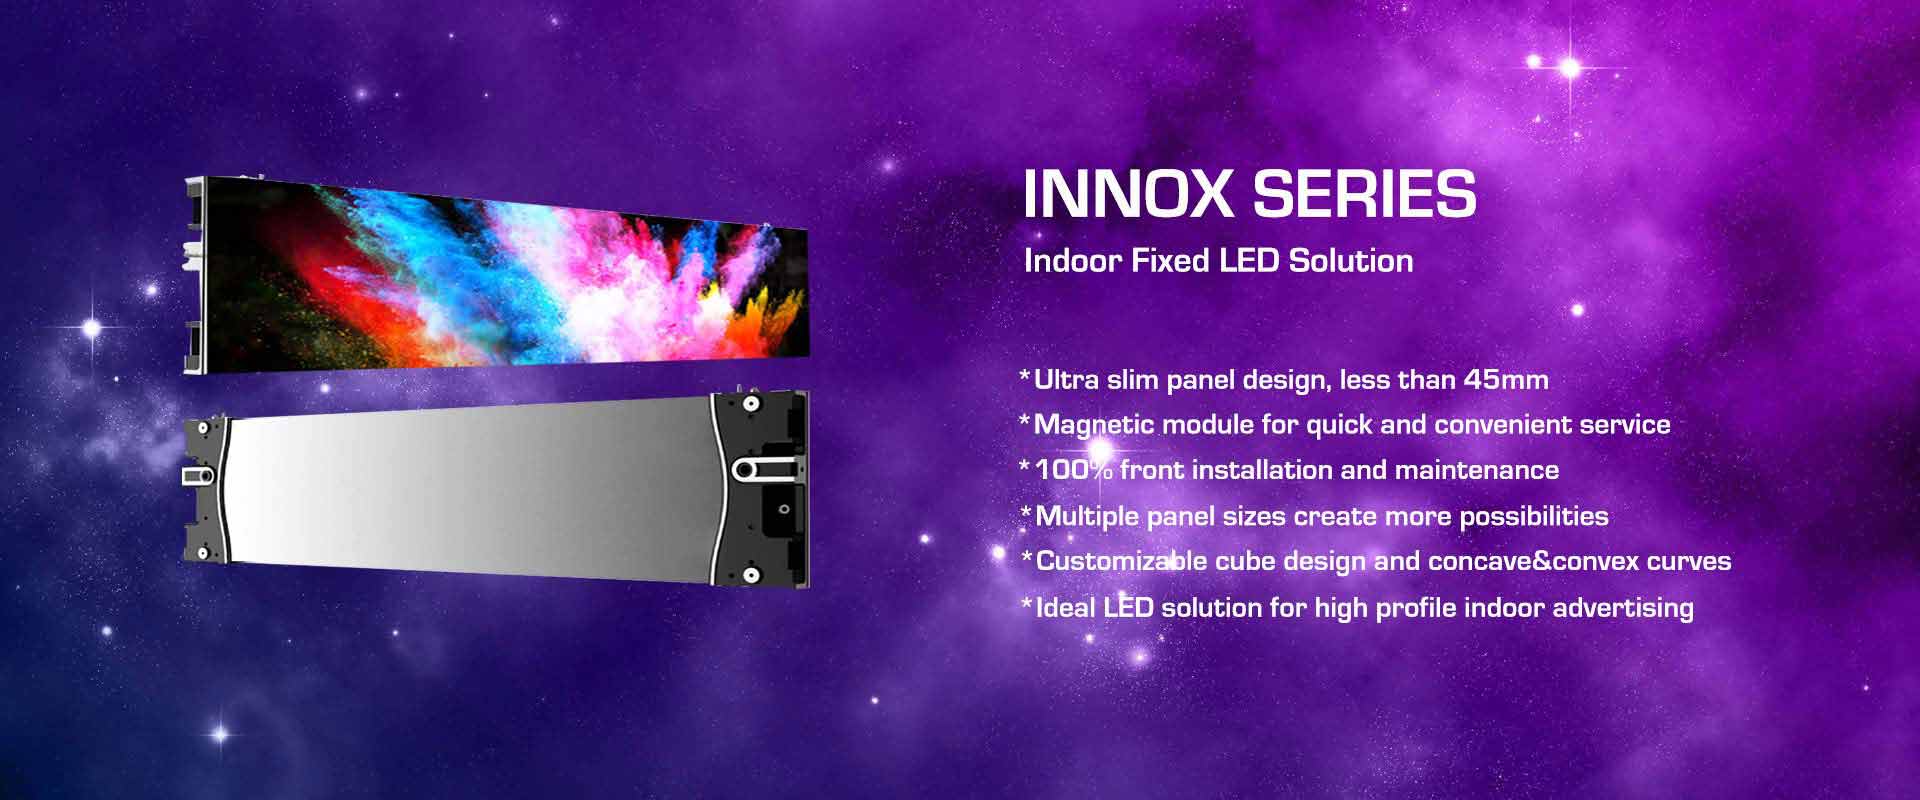 INNOX SERIES
Indoor Fixed LED Solution
*Ultra slim panel design, less than 45mm
*Magnetic module for quick and convenient service
*100% front installation and maintenance
*Multiple panel sizes create more possibilities
*Customizable cube design and concave&convex curves
*Ideal LED solution for high profile indoor advertising